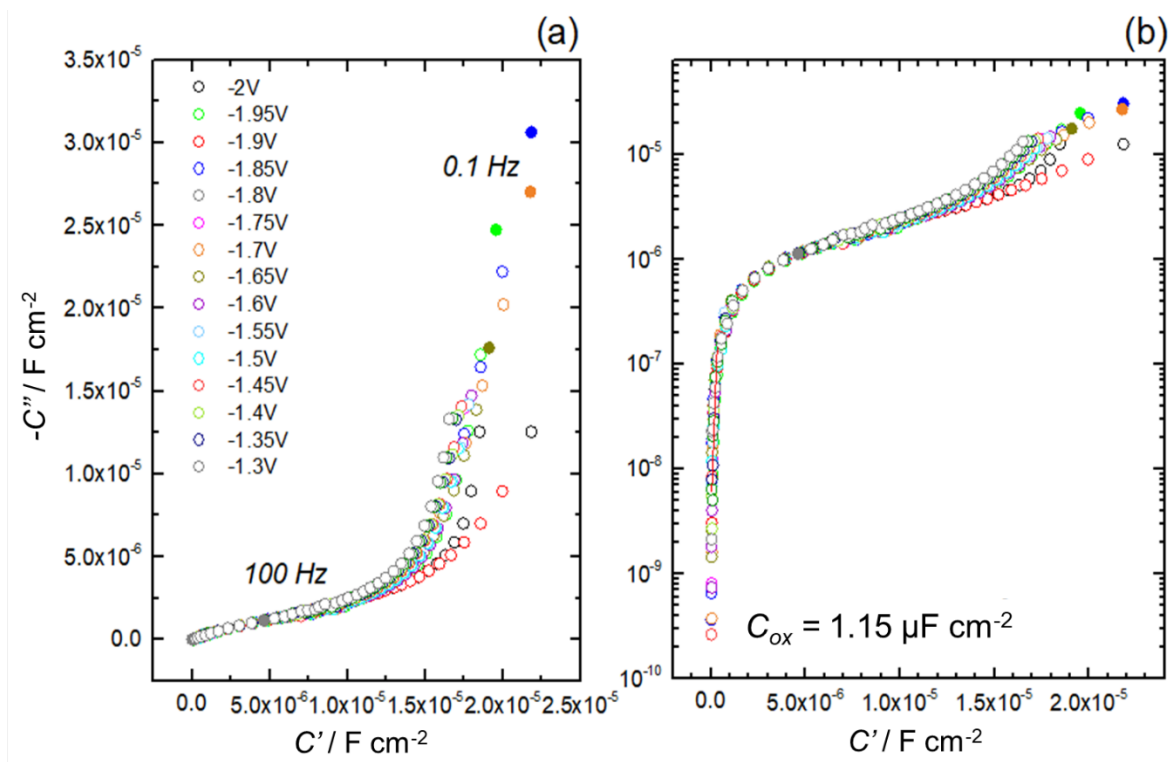 (a)
3.5x10-5
3.0x10-5
2.5x10-5
2.0x10-5
1.5x10-5
1.0x10-5
5.0x10-6
0.0
-C″ / F cm-2
-2V
-1.95V
-1.9V
-1.85V
-1.8V
-1.75V
-1.7V
-1.65V
-1.6V
-1.55V
-1.5V
-1.45V
-1.4V
-1.35V
-1.3V
0.1 Hz
100 Hz
0.0 5.0x10-6 1.0x10-5 1.5x10-5 2.0x10-5 2.5x10-5
C' / F cm-2
(b)
10-5
10-6
10-7
10-8
10-9
10-10
Cox = 1.15 µF cm-2
0.0 5.0x10-6 1.0x10-5 1.5x10-5 2.0x10-5
C' / F cm-2